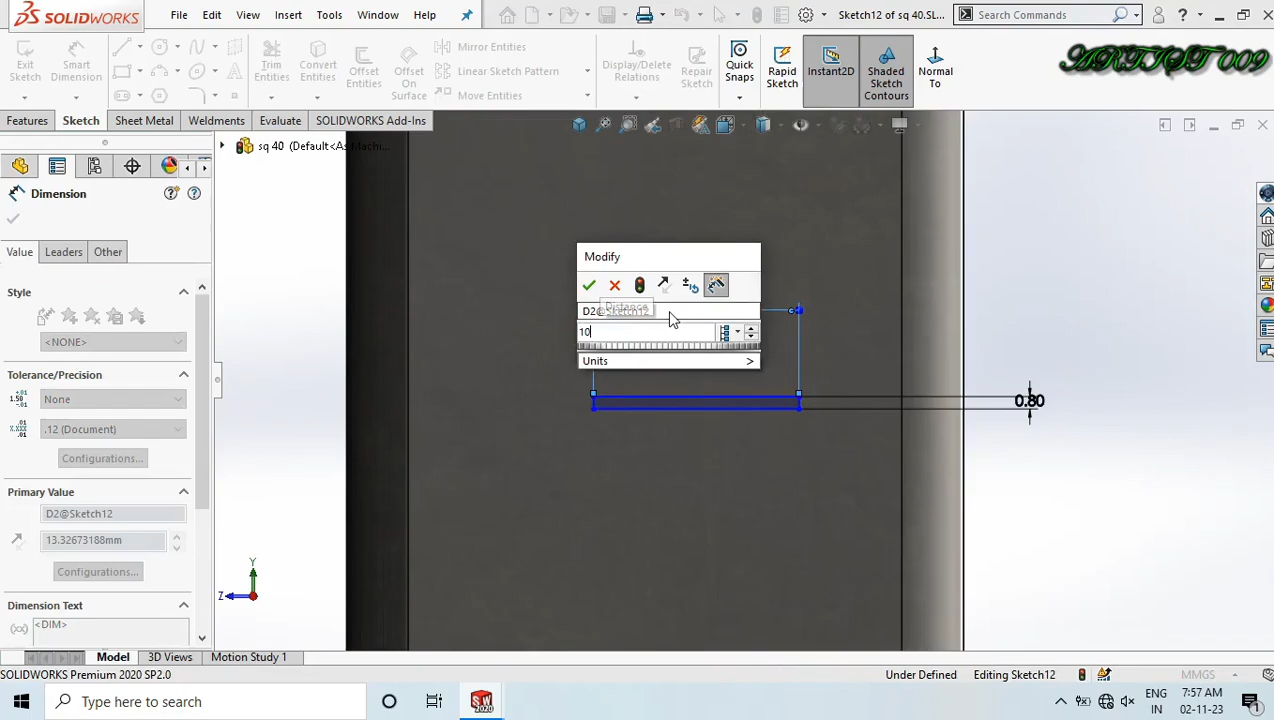 SOLIDWORKS File Edit View Insert Tools Window Help Sketch12 of sq 40.SL... Search Commands
ARTIST 009
Exit Sketch
Smart Dimension
Trim Entities
Convert Entities
Offset Entities
Offset On Surface
Mirror Entities
Linear Sketch Pattern
Move Entities
Display/Delete Relations
Repair Sketch
Quick Snaps
Rapid Sketch
Instant2D
Shaded Sketch Contours
Normal To
Features Sketch Sheet Metal Weldments Evaluate SOLIDWORKS Add-Ins
sq 40 (Default<As Machi...
Dimension
Value Leaders Other
Style
<NONE>
Tolerance/Precision
None
.12 (Document)
Configurations...
Primary Value
D2@Sketch12
13.32673188mm
Configurations...
Dimension Text
<DIM>
Modify
D2@Sketch12
Distance
10
Units >
0.80
Y
Z
Model 3D Views Motion Study 1
SOLIDWORKS Premium 2020 SP2.0 Under Defined Editing Sketch12 MMGS
Type here to search
SW
2020
ENG
IN
7:57 AM
02-11-23
1